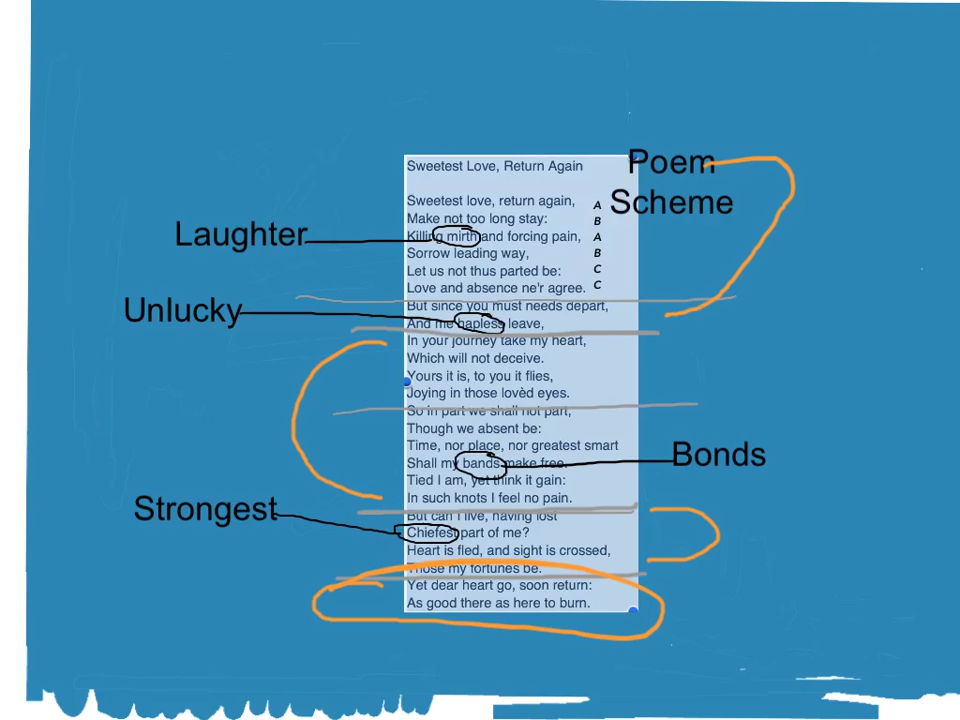 Sweetest Love, Return Again
Poem
Scheme
Sweetest love, return again, A
Make not too long stay: B
Laughter
Killing mirth and forcing pain, A
Sorrow leading way, B
Let us not thus parted be: C
Love and absence ne'r agree. C
But since you must needs depart,
Unlucky
And me hapless leave,
In your journey take my heart,
Which will not deceive.
Yours it is, to you it flies,
Joying in those lovèd eyes.
So in part we shall not part,
Though we absent be:
Time, nor place, nor greatest smart
Bonds
Shall my bands make free.
Tied I am, yet think it gain:
In such knots I feel no pain.
Strongest
But can I live, having lost
Chiefest part of me?
Heart is fled, and sight is crossed,
Those my fortunes be.
Yet dear heart go, soon return:
As good there as here to burn.